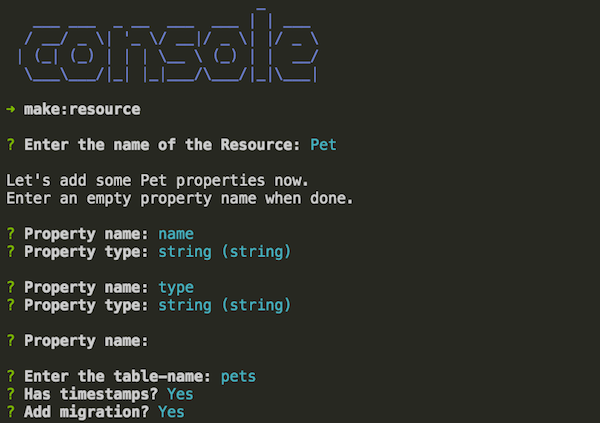 console
→ make:resource
? Enter the name of the Resource: Pet
Let's add some Pet properties now.
Enter an empty property name when done.
? Property name: name
? Property type: string (string)
? Property name: type
? Property type: string (string)
? Property name:
? Enter the table-name: pets
? Has timestamps? Yes
? Add migration? Yes